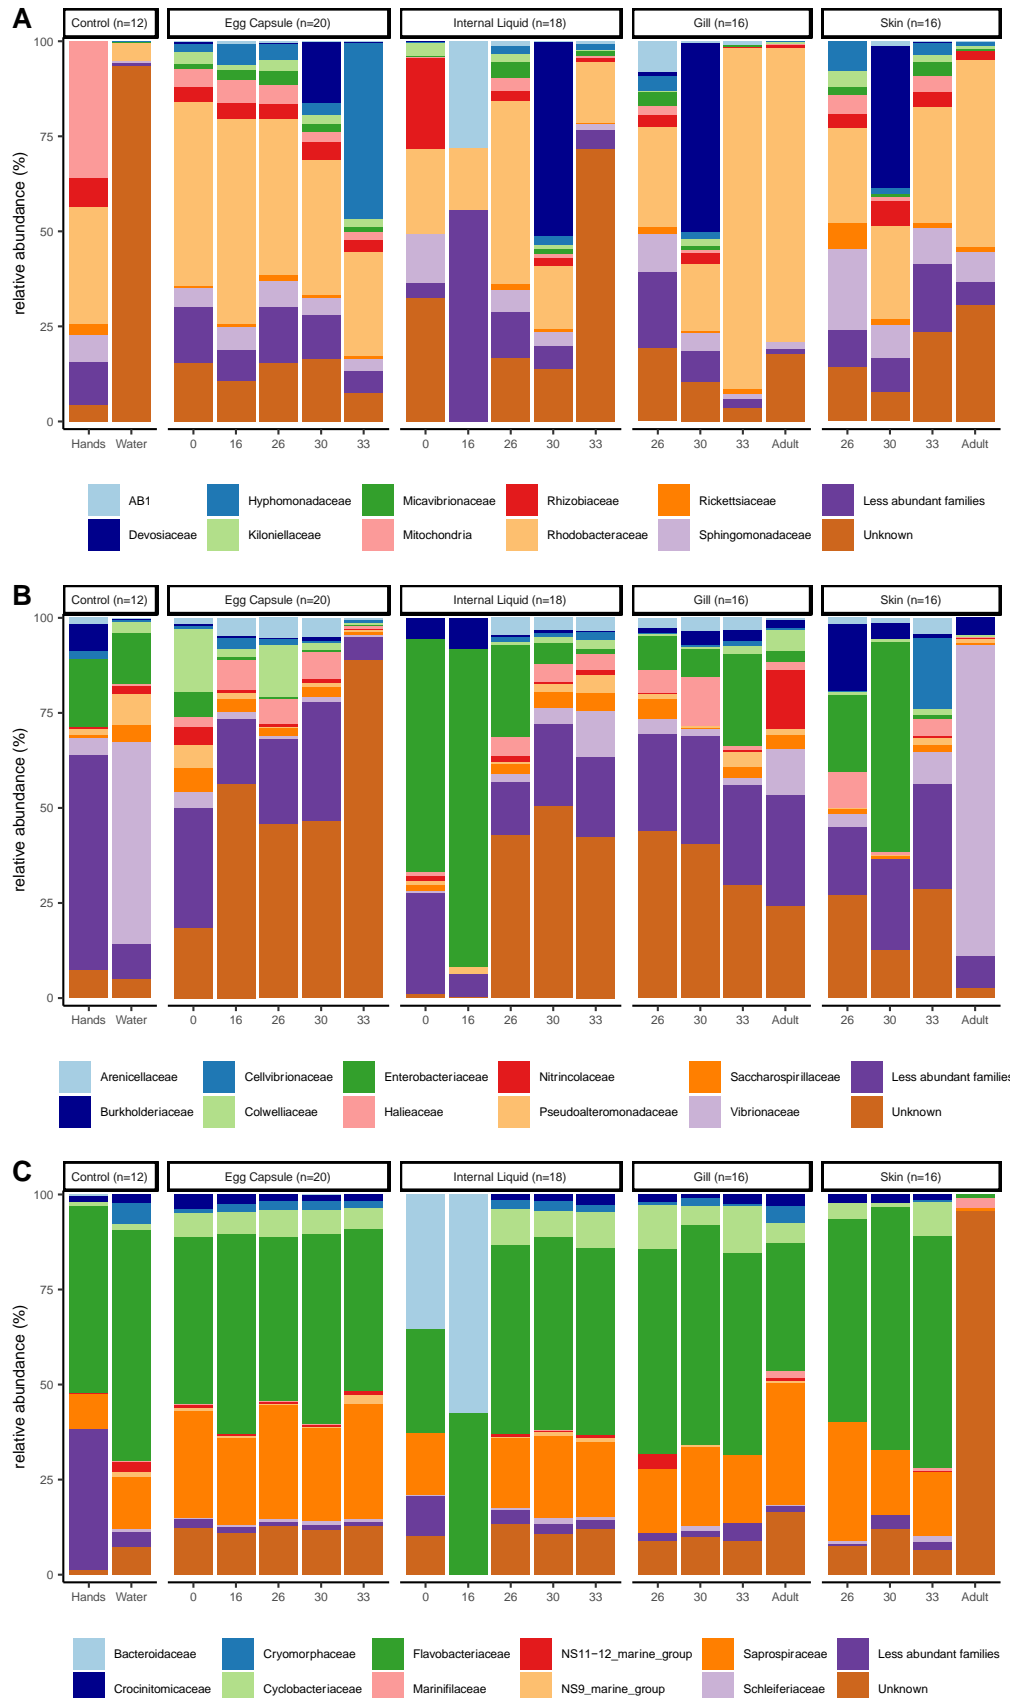 A
Control (n=12) Egg Capsule (n=20) Internal Liquid (n=18) Gill (n=16) Skin (n=16)
relative abundance (%)
100
75
50
25
0
Hands Water 0 16 26 30 33 0 16 26 30 33 26 30 33 Adult 26 30 33 Adult
AB1 Hyphomonadaceae Micavibrionaceae Rhizobiaceae Rickettsiaceae Less abundant families
Devosiaceae Kiloniellaceae Mitochondria Rhodobacteraceae Sphingomonadaceae Unknown
B
Control (n=12) Egg Capsule (n=20) Internal Liquid (n=18) Gill (n=16) Skin (n=16)
relative abundance (%)
100
75
50
25
0
Hands Water 0 16 26 30 33 0 16 26 30 33 26 30 33 Adult 26 30 33 Adult
Arenicellaceae Cellvibrionaceae Enterobacteriaceae Nitrincolaceae Saccharospirillaceae Less abundant families
Burkholderiaceae Colwelliaceae Halieaceae Pseudoalteromonadaceae Vibrionaceae Unknown
C
Control (n=12) Egg Capsule (n=20) Internal Liquid (n=18) Gill (n=16) Skin (n=16)
relative abundance (%)
100
75
50
25
0
Hands Water 0 16 26 30 33 0 16 26 30 33 26 30 33 Adult 26 30 33 Adult
Bacteroidaceae Cryomorphaceae Flavobacteriaceae NS11−12_marine_group Saprospiraceae Less abundant families
Crocinitomicaceae Cyclobacteriaceae Marinifilaceae NS9_marine_group Schleiferiaceae Unknown